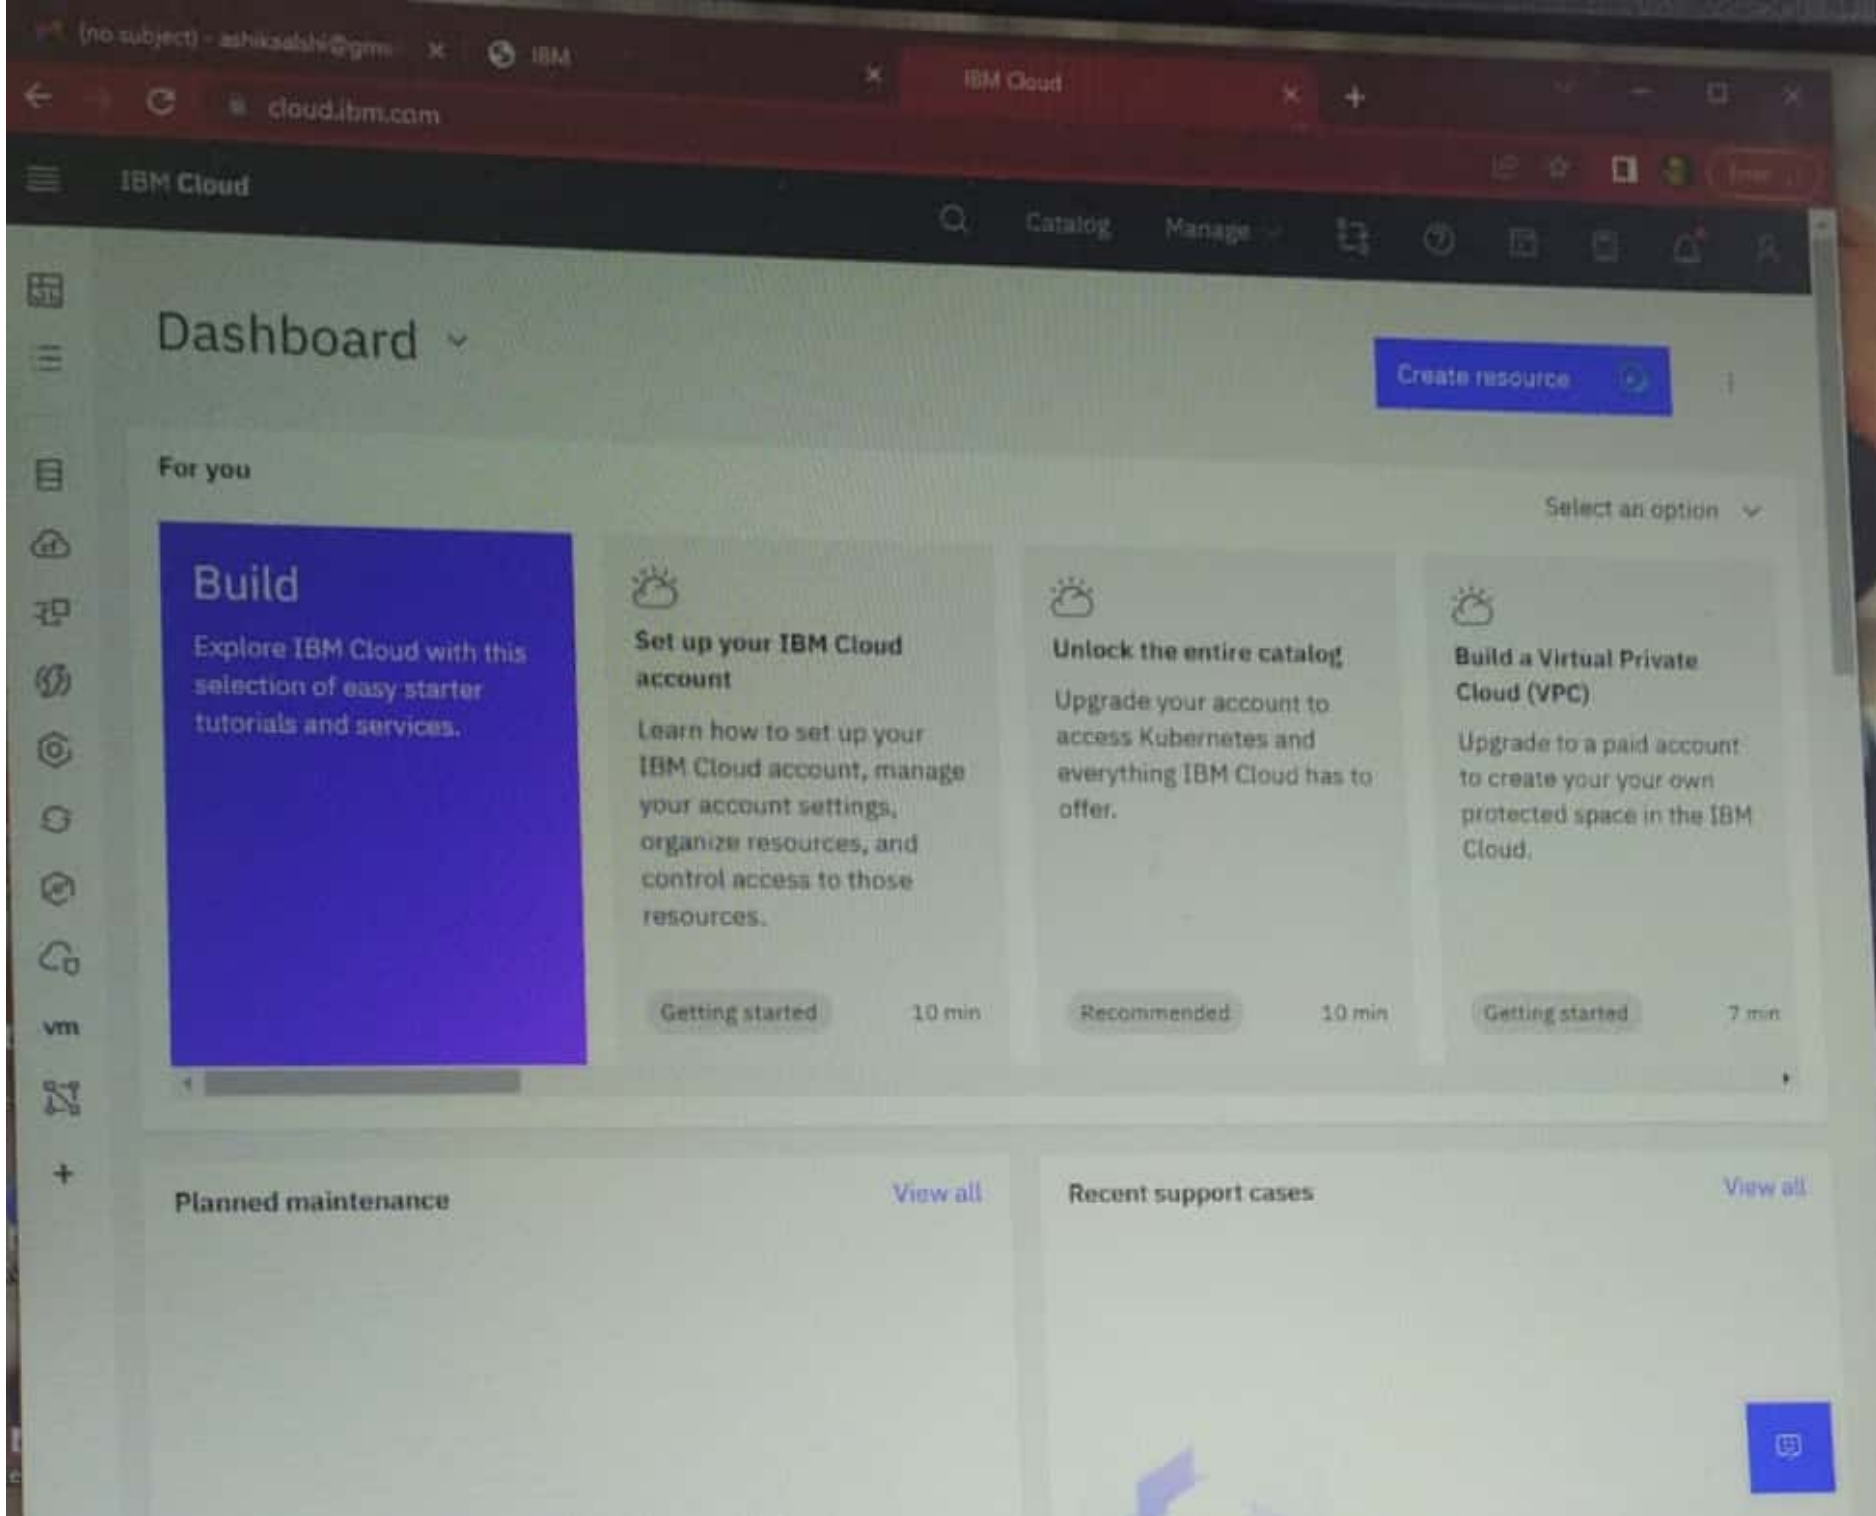 (no subject) - ashiksalshi@gm
IBM
IBM Cloud
cloud.ibm.com
IBM Cloud
Catalog
Manage
Dashboard
Create resource
For you
Select an option
Build
Explore IBM Cloud with this
selection of easy starter
tutorials and services.
Set up your IBM Cloud
account
Learn how to set up your
IBM Cloud account, manage
your account settings,
organize resources, and
control access to those
resources.
Getting started
10 min
Unlock the entire catalog
Upgrade your account to
access Kubernetes and
everything IBM Cloud has to
offer.
Recommended
10 min
Build a Virtual Private
Cloud (VPC)
Upgrade to a paid account
to create your your own
protected space in the IBM
Cloud.
Getting started
7 min
vm
Planned maintenance
View all
Recent support cases
View all